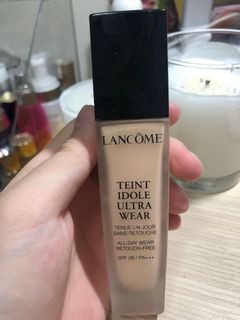 LANCÔME
TEINT
IDOLE
ULTRA
WEAR
TENUE UN JOUR
SANS RETOUCHE
ALL-DAY WEAR
RETOUCH-FREE
SPF 38 / PA+++